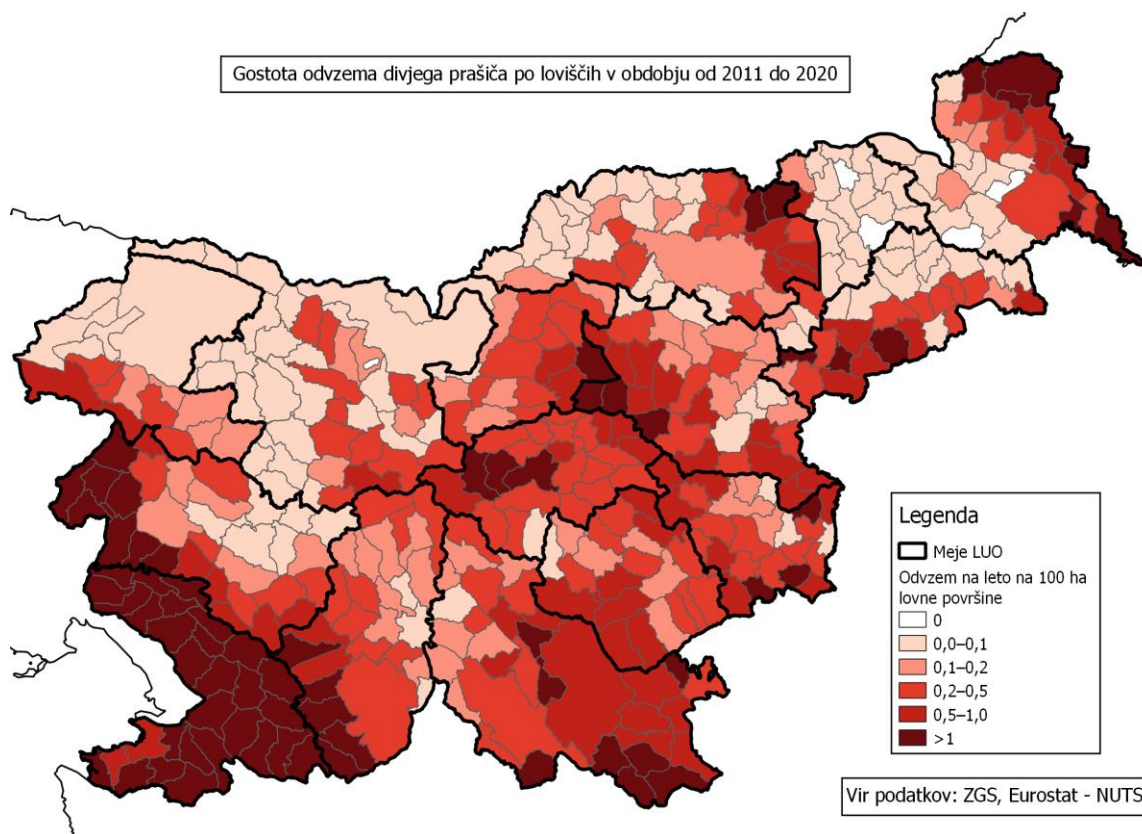 Gostota odvzema divjega prašiča po loviščih v obdobju od 2011 do 2020
Legenda
Meje LUO
Odvzem na leto na 100 ha
lovne površine
0
0,0–0,1
0,1–0,2
0,2–0,5
0,5–1,0
>1
Vir podatkov: ZGS, Eurostat - NUTS